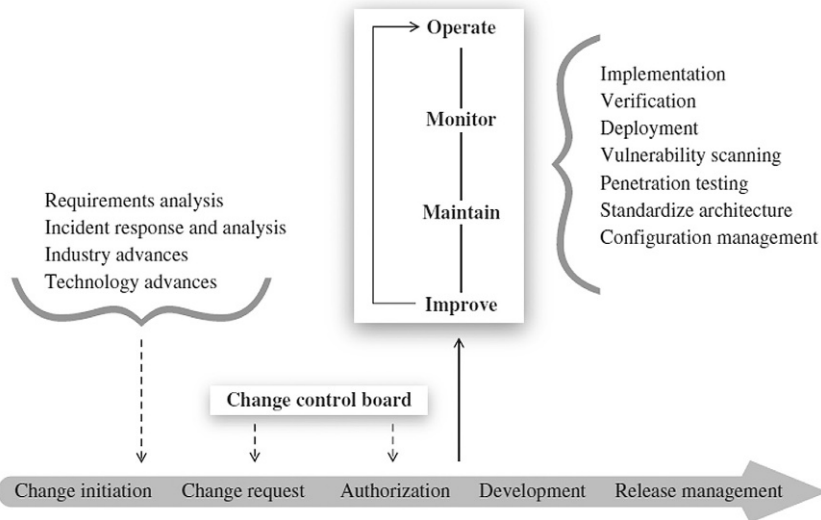 Operate
Monitor
Maintain
Improve
Implementation
Verification
Deployment
Vulnerability scanning
Penetration testing
Standardize architecture
Configuration management
Requirements analysis
Incident response and analysis
Industry advances
Technology advances
Change control board
Change initiation Change request Authorization Development Release management